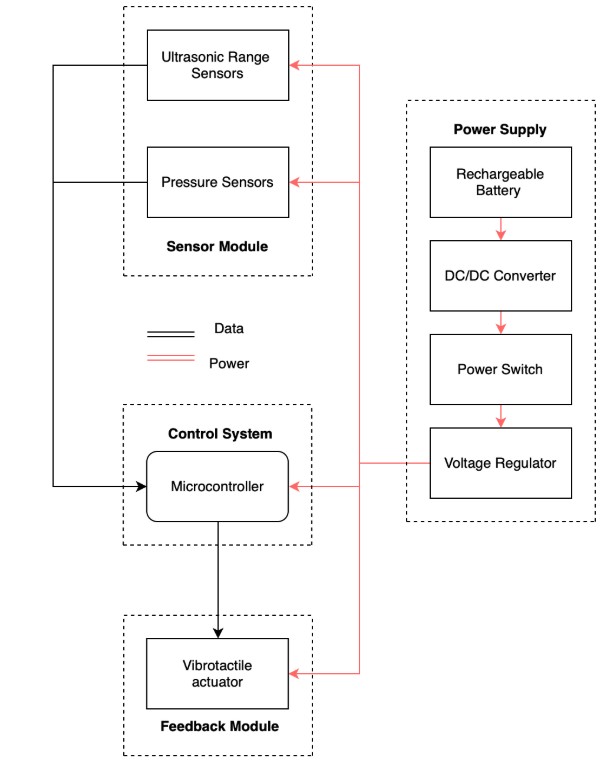 Ultrasonic Range
Sensors
Pressure Sensors
Sensor Module
Data
Power
Control System
Microcontroller
Vibrotactile
actuator
Feedback Module
Power Supply
Rechargeable
Battery
DC/DC Converter
Power Switch
Voltage Regulator